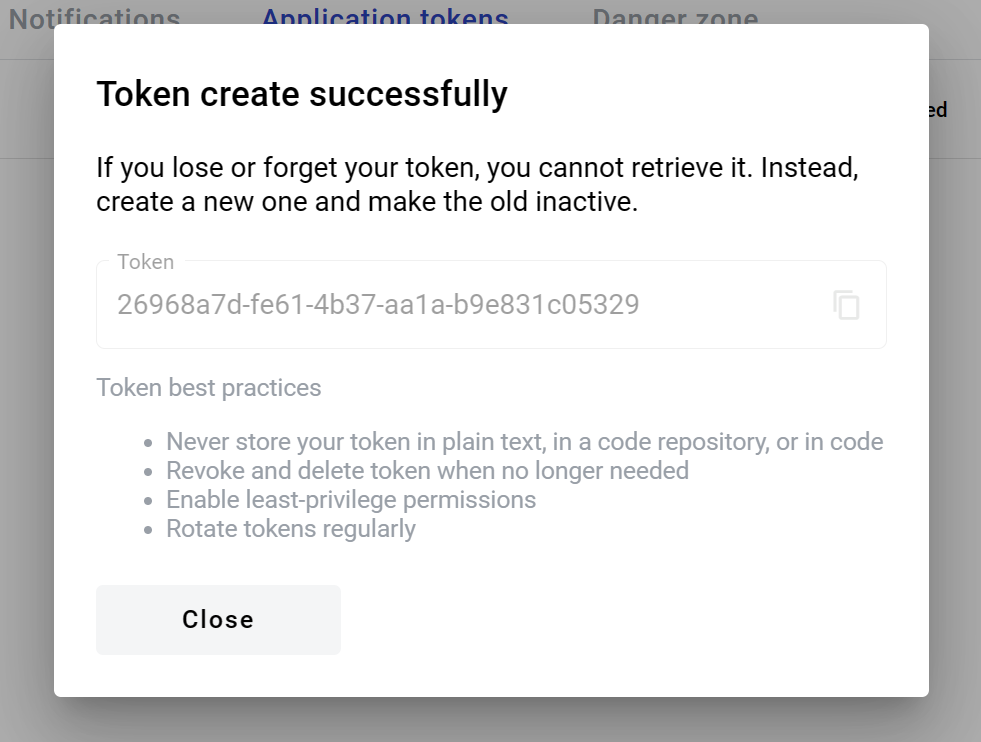 Notifications Application tokens Danger zone
ed
Token create successfully
If you lose or forget your token, you cannot retrieve it. Instead,
create a new one and make the old inactive.
Token
26968a7d-fe61-4b37-aa1a-b9e831c05329
Token best practices
• Never store your token in plain text, in a code repository, or in code
• Revoke and delete token when no longer needed
• Enable least-privilege permissions
• Rotate tokens regularly
Close